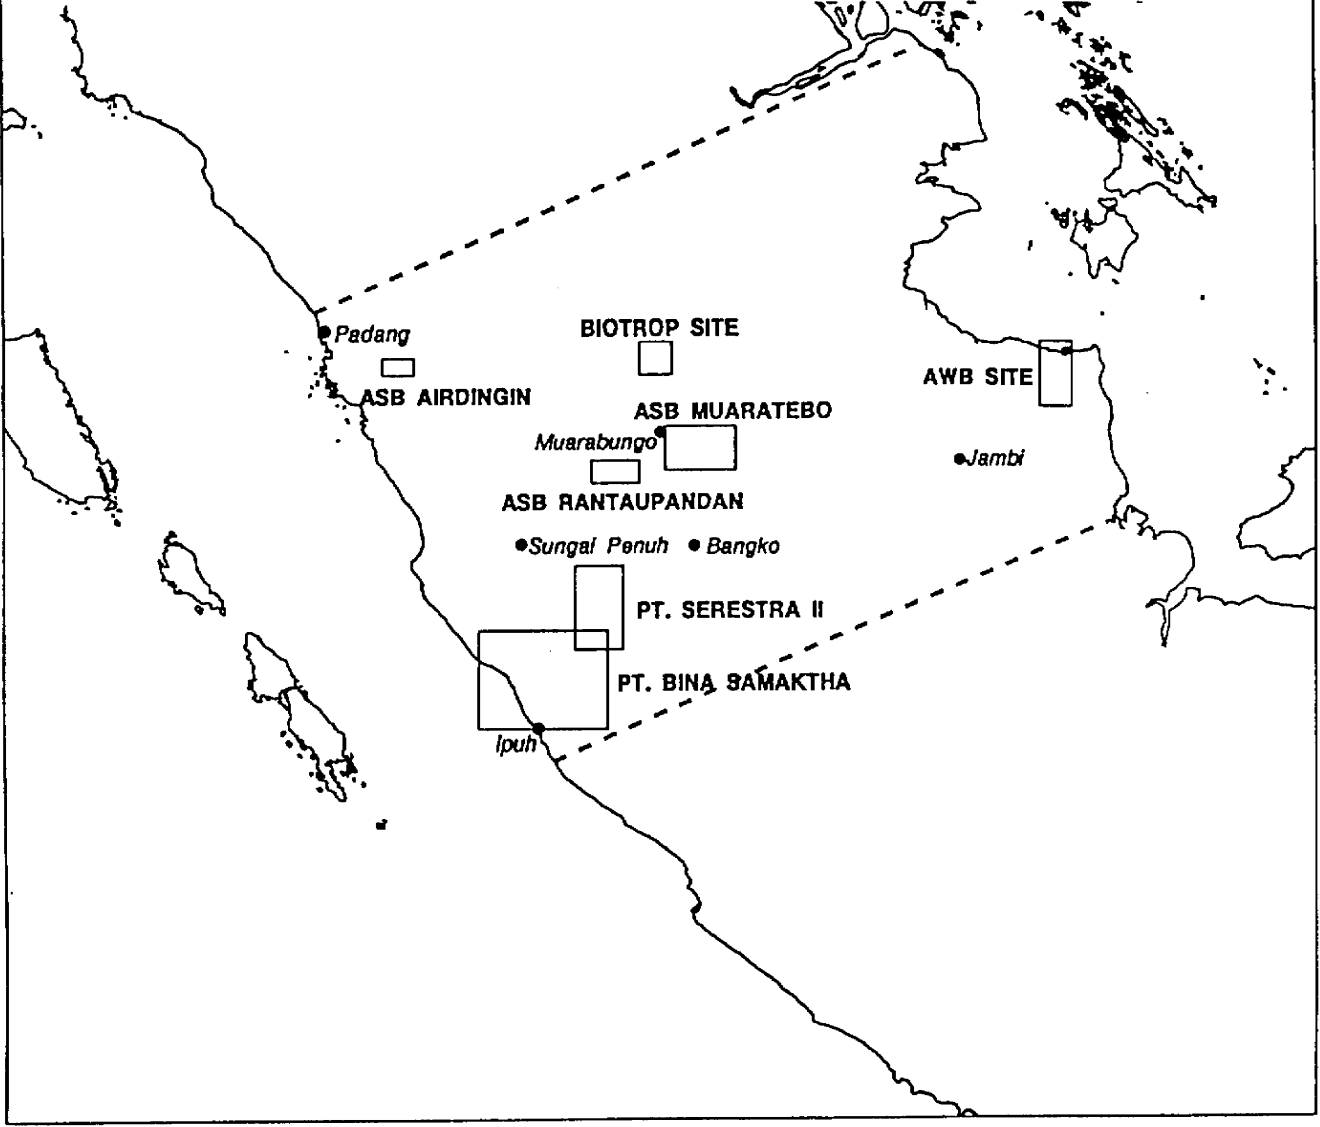 Padang
BIOTROP SITE
AWB SITE
ASB AIRDINGIN
ASB MUARATEBO
Muarabungo
Jambi
ASB RANTAUPANDAN
Sungai Penuh
Bangko
PT. SERESTRA II
PT. BINA SAMAKTHA
Ipuh